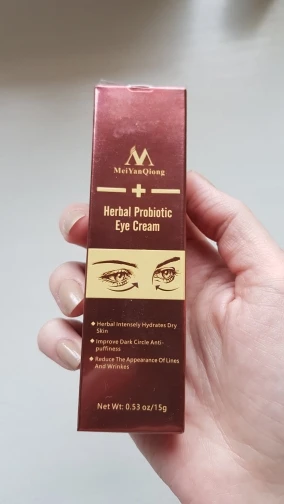 MeiYanQiong
Herbal Probiotic
Eye Cream
Herbal Intensely Hydrates Dry
Skin
Improve Dark Circle Anti-
puffiness
Reduce The Appearance Of Lines
And Wrinkes
Net Wt: 0.53 oz/15g